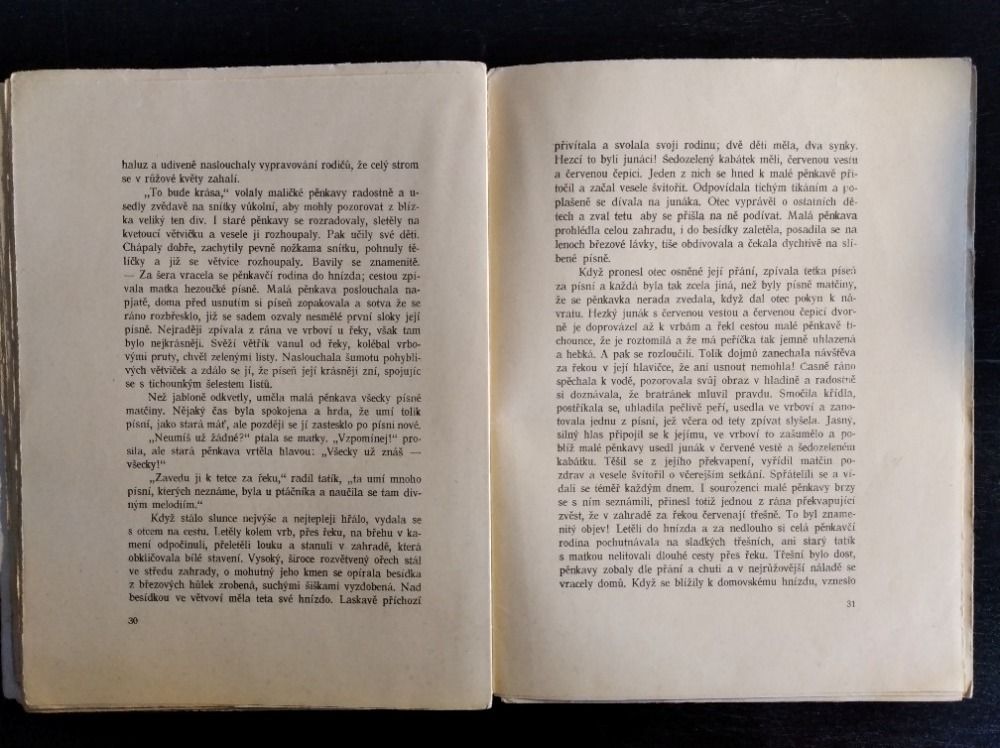 haluz a udiveně naslouchaly vypravování rodičů, že celý strom
se v růžové květy zahalí.
„To bude krása,“ volaly maličké pěnkavy radostně a u-
sedly zvědavě na snítky vůkolní, aby mohly pozorovat z blíz-
ka veliký ten div. I staré pěnkavy se rozradovaly, sletěly na
kvetoucí větvičku a vesele ji rozhoupaly. Pak učily své děti.
Chápaly dobře, zachytily pevně nožkama snítku, pohnuly tě-
líčky a již se větvice rozhoupaly. Bavily se znamenitě.
— Za šera vracela se pěnkavčí rodina do hnízda; cestou zpí-
vala matka hezoučké písně. Malá pěnkava poslouchala na-
pjatě, doma před usnutím si píseň zopakovala a sotva že se
ráno rozbřesklo, již se sadem ozvaly nesmělé první sloky její
písně. Nejraději zpívala z rána ve vrboví u řeky, však tam
bylo nejkrásněji. Svěží větřík vanul od řeky, kolébal vrbo-
vými pruty, chvěl zelenými listy. Naslouchala šumotu pohybli-
vých větviček a zdálo se jí, že píseň její krásněji zní, spojujíc
se s tichounkým šelestem listů.
Než jabloně odkvetly, uměla malá pěnkava všecky písně
matčiny. Nějaký čas byla spokojena a hrda, že umí tolik
písní, jako stará máť, ale později se jí zastesklo po písni nové.
„Neumíš už žádné?“ ptala se matky. „Vzpomínej!“ pro-
sila, ale stará pěnkava vrtěla hlavou: „Všecky už znáš —
všecky!“
„Zavedu ji k tetce za řeku,“ radil tatík, „ta umí mnoho
písní, kterých neznáme, byla u ptáčníka a naučila se tam div-
ným melodiím.“
Když stálo slunce nejvýše a nejtepleji hřálo, vydala se
s otcem na cestu. Letěly kolem vrb, přes řeku, na břehu v ka-
mení odpočinuli, přeletěli louku a stanuli v zahradě, která
obkličovala bílé stavení. Vysoký, široce rozvětvený ořech stál
ve středu zahrady, o mohutný jeho kmen se opírala besídka
z březových hůlek zrobená, suchými šiškami vyzdobená. Nad
besídkou ve větvoví měla teta své hnízdo. Laskavě příchozí
30
přivítala a svolala svoji rodinu; dvě děti měla, dva synky.
Hezcí to byli junáci! Šedozelený kabátek měli, červenou vestu
a červenou čepici. Jeden z nich se hned k malé pěnkavě při-
točil a začal vesele švitořit. Odpovídala tichým tikáním a po-
plašeně se dívala na junáka. Otec vyprávěl o ostatních dě-
tech a zval tetu aby se přišla na ně podívat. Malá pěnkava
prohlédla celou zahradu, i do besídky zaletěla, posadila se na
lenoch březové lávky, tiše obdivovala a čekala dychtivě na slí-
bené písně.
Když pronesl otec osněné její přání, zpívala tetka píseň
za písní a každá byla tak zcela jiná, než byly písně matčiny,
že se pěnkavka nerada zvedala, když dal otec pokyn k ná-
vratu. Hezký junák s červenou vestou a červenou čepicí dvor-
ně je doprovázel až k vrbám a řekl cestou malé pěnkavě ti-
chounce, že je roztomilá a že má peříčka tak jemně uhlazená
a hebká. A pak se rozloučili. Tolik dojmů zanechala návštěva
za řekou v její hlavičce, že ani usnout nemohla! Časně ráno
spěchala k vodě, pozorovala svůj obraz v hladině a radostně
si doznávala, že bratránek mluvil pravdu. Smočila křídla,
postříkala se, uhladila pečlivě peří, usedla ve vrboví a zano-
tovala jednu z písní, jež včera od tety zpívat slyšela. Jasný,
silný hlas připojil se k jejímu, ve vrboví to zašumělo a po-
blíž malé pěnkavy usedl junák v červené vestě a šedozeleném
kabátku. Těšil se z jejího překvapení, vyřídil matčin po-
zdrav a vesele švitořil o včerejším setkání. Spřátelili se a ví-
dali se téměř každým dnem. I sourozenci malé pěnkavy brzy
se s ním seznámili, přinesl totiž jednou z rána překvapující
zvěst, že v zahradě za řekou červenají třešně. To byl zname-
nitý objev! Letěli do hnízda a za nedlouho si celá pěnkavčí
rodina pochutnávala na sladkých třešních, ani starý tatík
s matkou nelitovali dlouhé cesty přes řeku. Třešní bylo dost,
pěnkavy zobaly dle přání a chuti a v nejrůžovější náladě se
vracely domů. Když se blížily k domovskému hnízdu, vzneslo
31